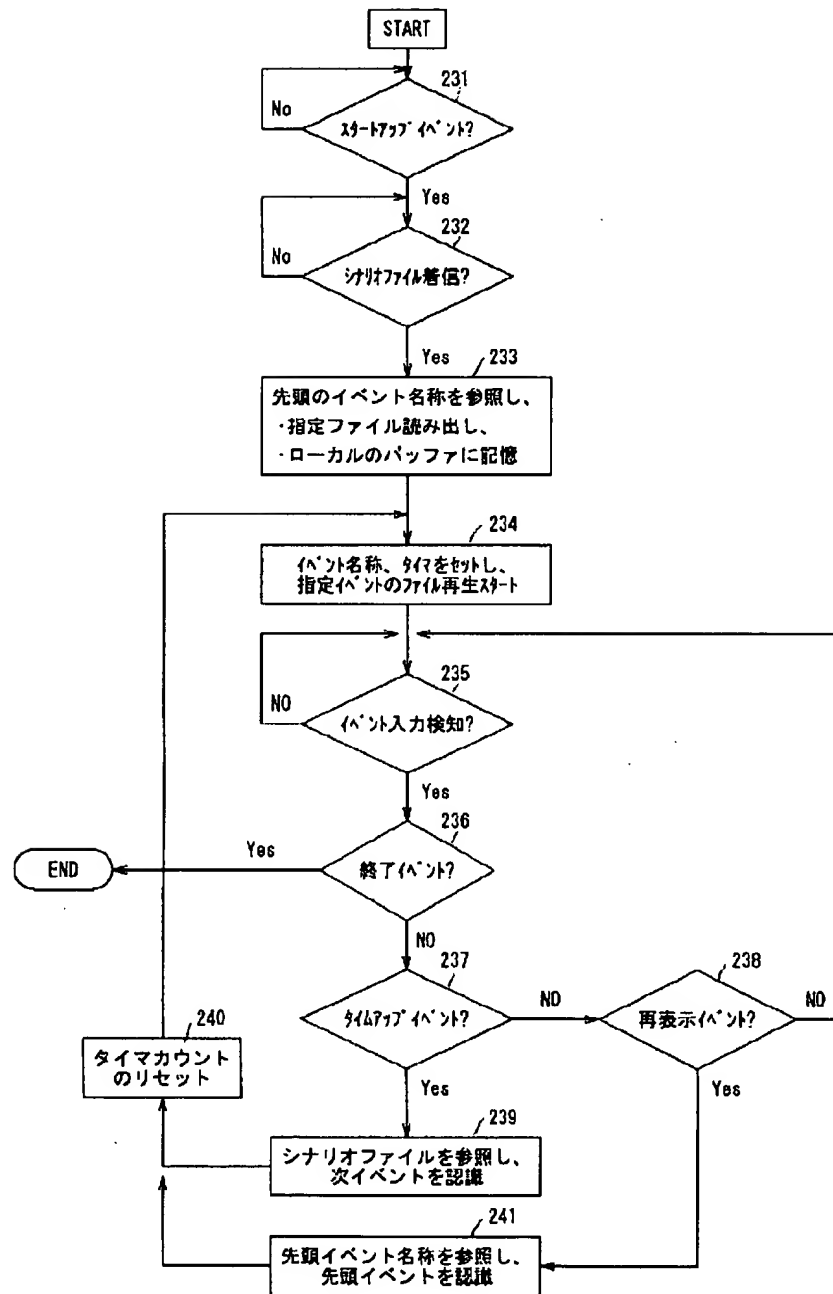 START
231
No
スタートアップイベント?
Yes
232
No
シナリオファイル着信?
Yes
233
先頭のイベント名称を参照し、
・指定ファイル読み出し、
・ローカルのバッファに記憶
234
イベント名称、タイマをセットし、
指定イベントのファイル再生スタート
235
NO
イベント入力検知?
Yes
236
Yes
END
終了イベント?
NO
237
238
タイムアップイベント?
NO
再表示イベント?
NO
240
タイマカウント
のリセット
Yes
Yes
239
シナリオファイルを参照し、
次イベントを認識
241
先頭イベント名称を参照し、
先頭イベントを認識